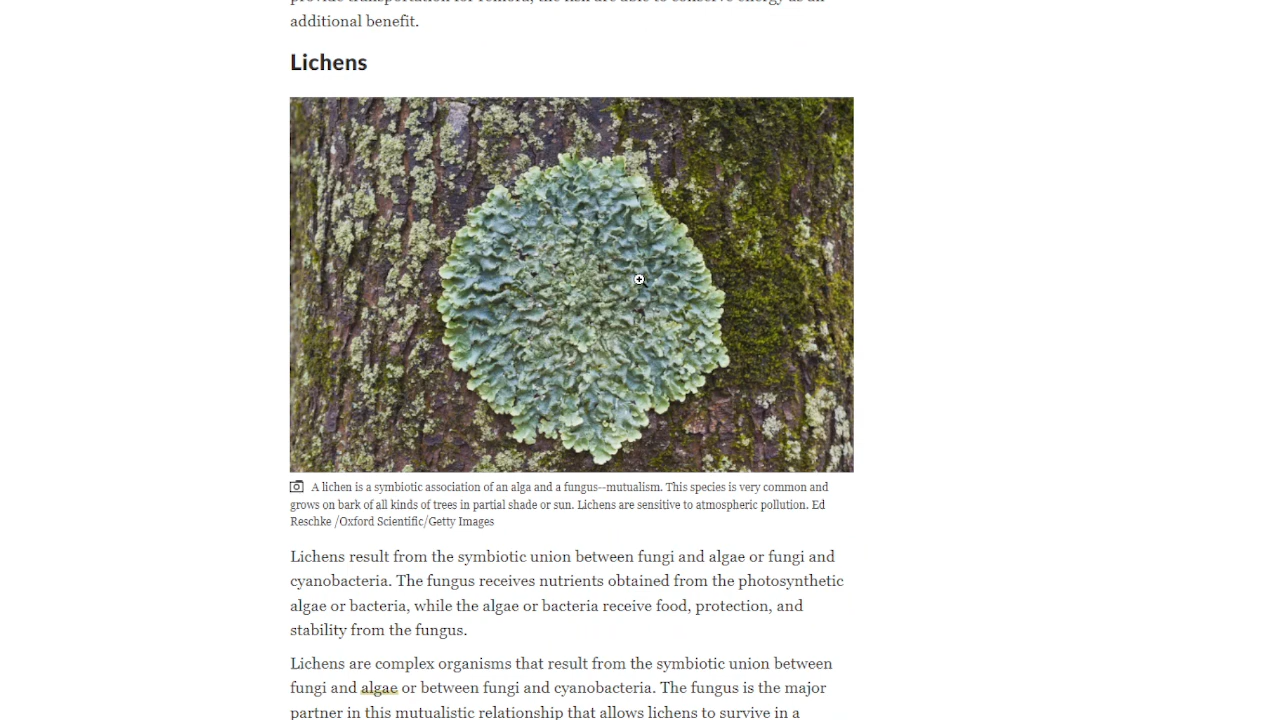 additional benefit.
Lichens
A lichen is a symbiotic association of an alga and a fungus--mutualism. This species is very common and
grows on bark of all kinds of trees in partial shade or sun. Lichens are sensitive to atmospheric pollution. Ed
Reschke /Oxford Scientific/Getty Images
Lichens result from the symbiotic union between fungi and algae or fungi and
cyanobacteria. The fungus receives nutrients obtained from the photosynthetic
algae or bacteria, while the algae or bacteria receive food, protection, and
stability from the fungus.
Lichens are complex organisms that result from the symbiotic union between
fungi and algae or between fungi and cyanobacteria. The fungus is the major
partner in this mutualistic relationship that allows lichens to survive in a